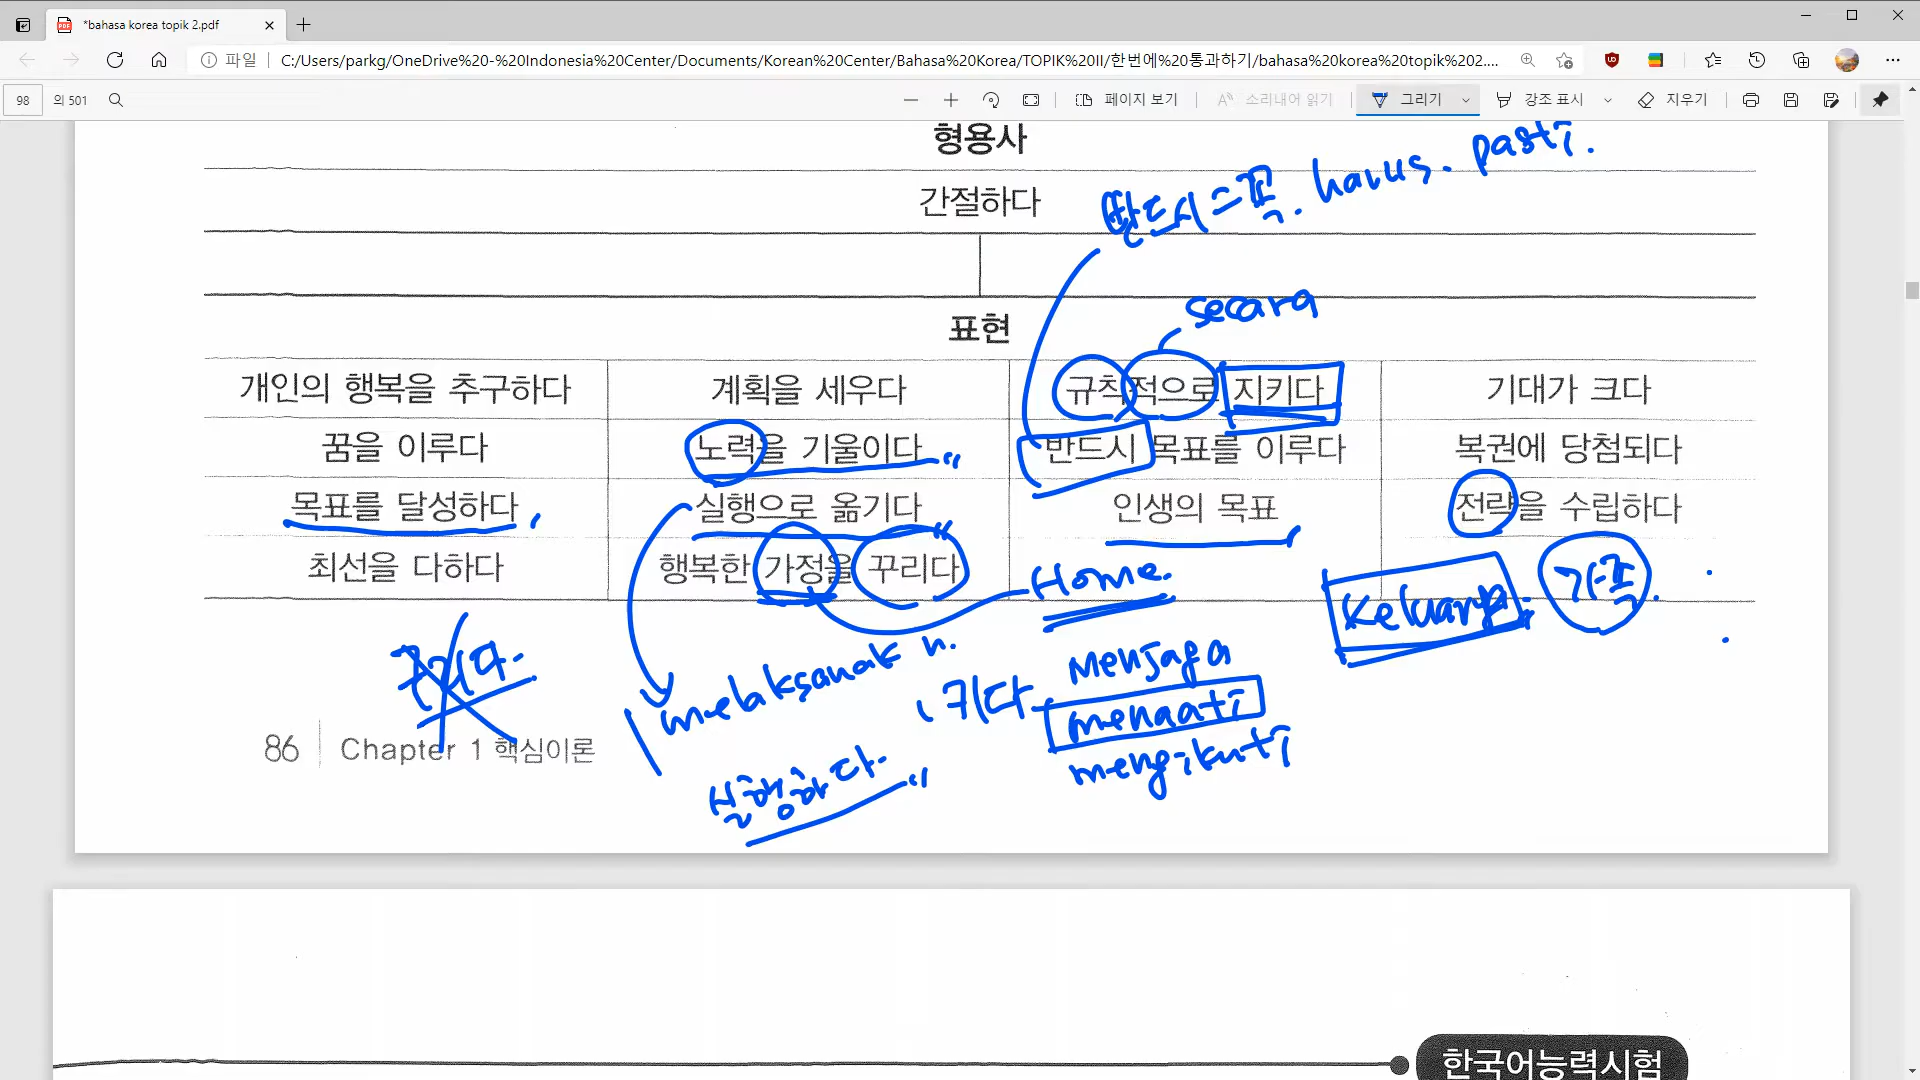 *bahasa korea topik 2.pdf
파일 C:/Users/parkg/OneDrive%20-%20Indonesia%20Center/Documents/Korean%20Center/Bahasa%20Korea/TOPIK%20II/한번에%20통과하기/bahasa%20korea%20topik%202....
98 의 501 페이지 보기 소리내어 읽기 그리기 강조 표시 지우기
형용사
간절하다
반드시=꼭. harus. pasti.
표현
secara
개인의 행복을 추구하다 계획을 세우다 규칙적으로 지키다 기대가 크다
꿈을 이루다 노력을 기울이다 반드시 목표를 이루다 복권에 당첨되다
목표를 달성하다 실행으로 옮기다 인생의 목표 전략을 수립하다
최선을 다하다 행복한 가정을 꾸리다
Home. Keluarga. 가족.
melaksanak n.
menjaga
menaati
mengikuti
실행하다.
86 Chapter 1 핵심이론
한국어능력시험